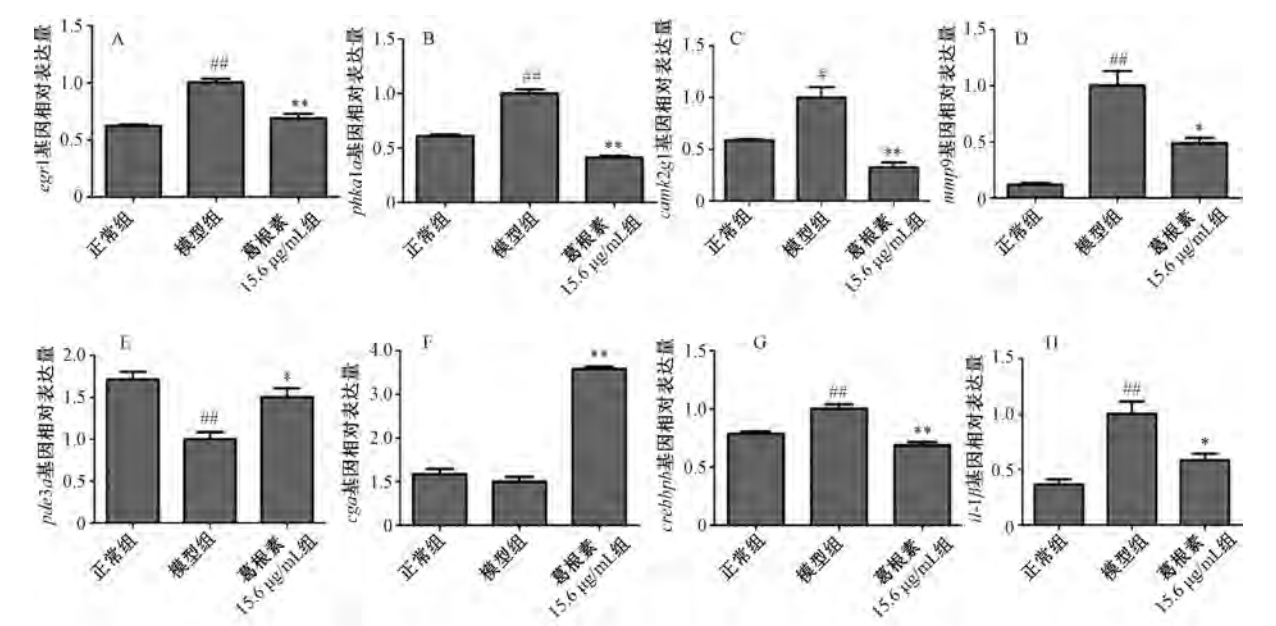 A
egr1基因相对表达量
1.5
1.0
0.5
0
##
**
正常组
模型组
葛根素
15.6 μg/mL组
B
phka1a基因相对表达量
1.5
1.0
0.5
0
##
**
正常组
模型组
葛根素
15.6 μg/mL组
C
camk2g1基因相对表达量
1.5
1.0
0.5
0
#
**
正常组
模型组
葛根素
15.6 μg/mL组
D
mmp9基因相对表达量
1.5
1.0
0.5
0
##
*
正常组
模型组
葛根素
15.6 μg/mL组
E
pde3a基因相对表达量
2.0
1.5
1.0
0.5
0
##
*
正常组
模型组
葛根素
15.6 μg/mL组
F
cga基因相对表达量
4.0
3.0
2.0
1.5
0
**
正常组
模型组
葛根素
15.6 μg/mL组
G
crebbpb基因相对表达量
1.5
1.0
0.5
0
##
**
正常组
模型组
葛根素
15.6 μg/mL组
H
il-1β基因相对表达量
1.5
1.0
0.5
0
##
*
正常组
模型组
葛根素
15.6 μg/mL组